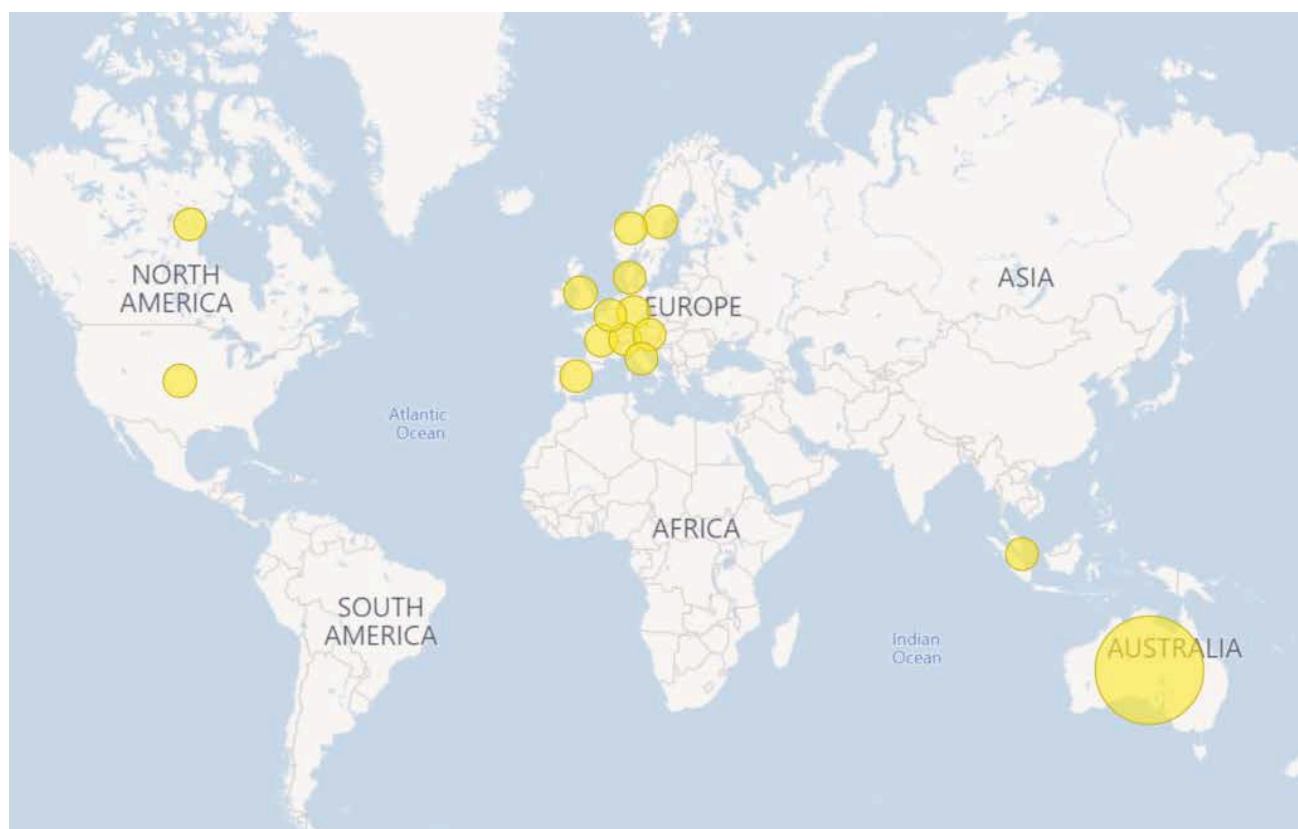 NORTH
AMERICA
EUROPE
ASIA
Atlantic
Ocean
AFRICA
SOUTH
AMERICA
Indian
Ocean
AUSTRALIA